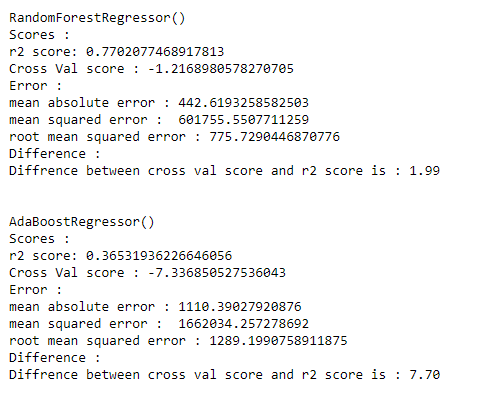 RandomForestRegressor()
Scores :
r2 score: 0.7702077468917813
Cross Val score : -1.2168980578270705
Error :
mean absolute error : 442.6193258582503
mean squared error :  601755.5507711259
root mean squared error : 775.7290446870776
Difference :
Diffrence between cross val score and r2 score is : 1.99
AdaBoostRegressor()
Scores :
r2 score: 0.36531936226646056
Cross Val score : -7.336850527536043
Error :
mean absolute error : 1110.39027920876
mean squared error :  1662034.257278692
root mean squared error : 1289.1990758911875
Difference :
Diffrence between cross val score and r2 score is : 7.70